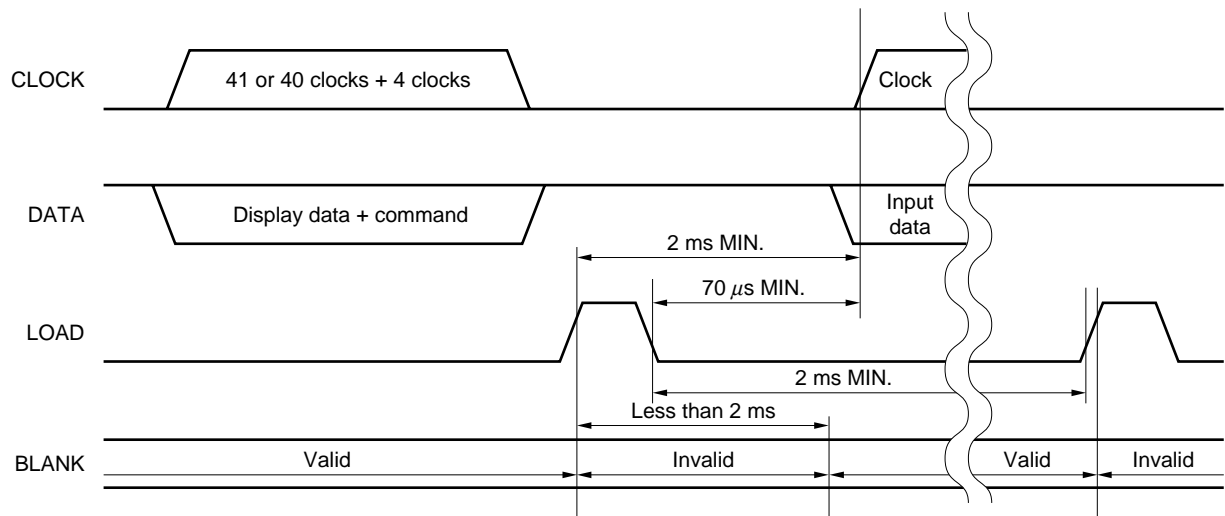 CLOCK
41 or 40 clocks + 4 clocks
Clock
DATA
Display data + command
Input
data
2 ms MIN.
70 μs MIN.
LOAD
2 ms MIN.
Less than 2 ms
BLANK
Valid
Invalid
Valid
Invalid